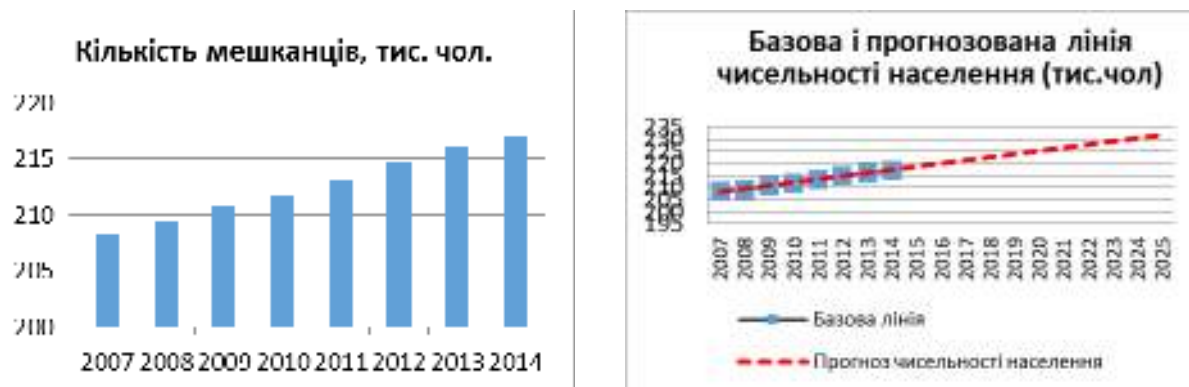 Кількість мешканців, тис. чол.
220
215
210
205
200
2007 2008 2009 2010 2011 2012 2013 2014
Базова і прогнозована лінія
чисельності населення (тис.чол)
235
230
225
220
215
210
205
200
195
2007 2008 2009 2010 2011 2012 2013 2014 2015 2016 2017 2018 2019 2020 2021 2022 2023 2024 2025
Базова лінія
Прогноз чисельності населення